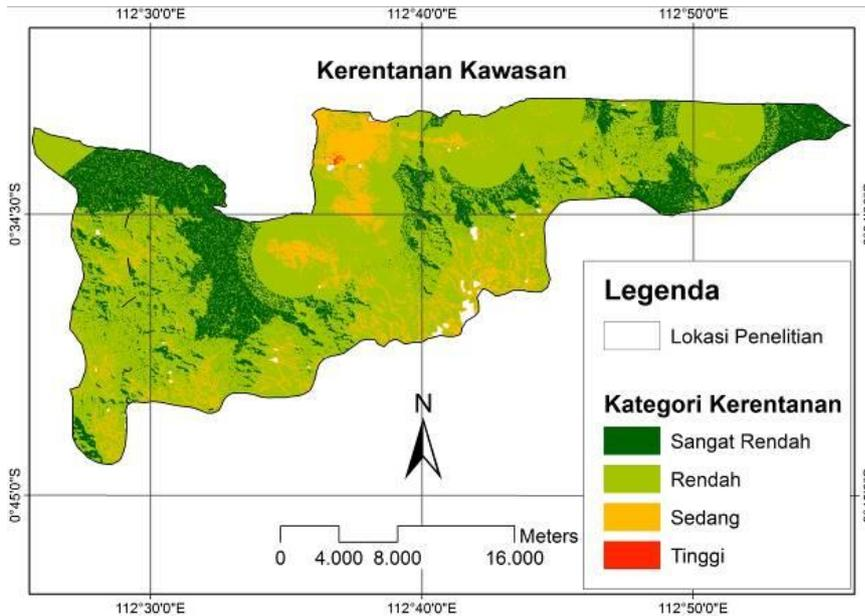 112°30'0"E 112°40'0"E 112°50'0"E
Kerentanan Kawasan
0°34'30"S
Legenda
Lokasi Penelitian
Kategori Kerentanan
Sangat Rendah
Rendah
Sedang
Tinggi
N
0°45'0"S
Meters
0 4.000 8.000 16.000
112°30'0"E 112°40'0"E 112°50'0"E